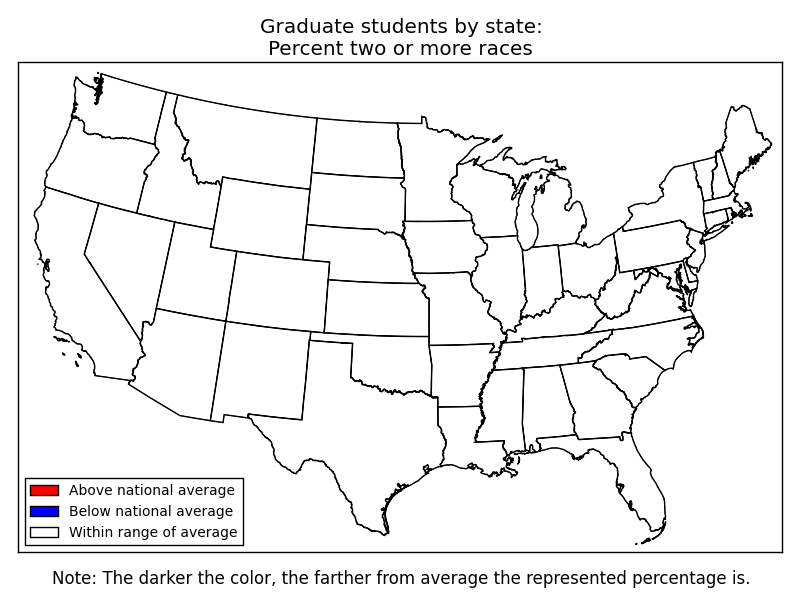 Graduate students by state:
Percent two or more races
Above national average
Below national average
Within range of average
Note: The darker the color, the farther from average the represented percentage is.